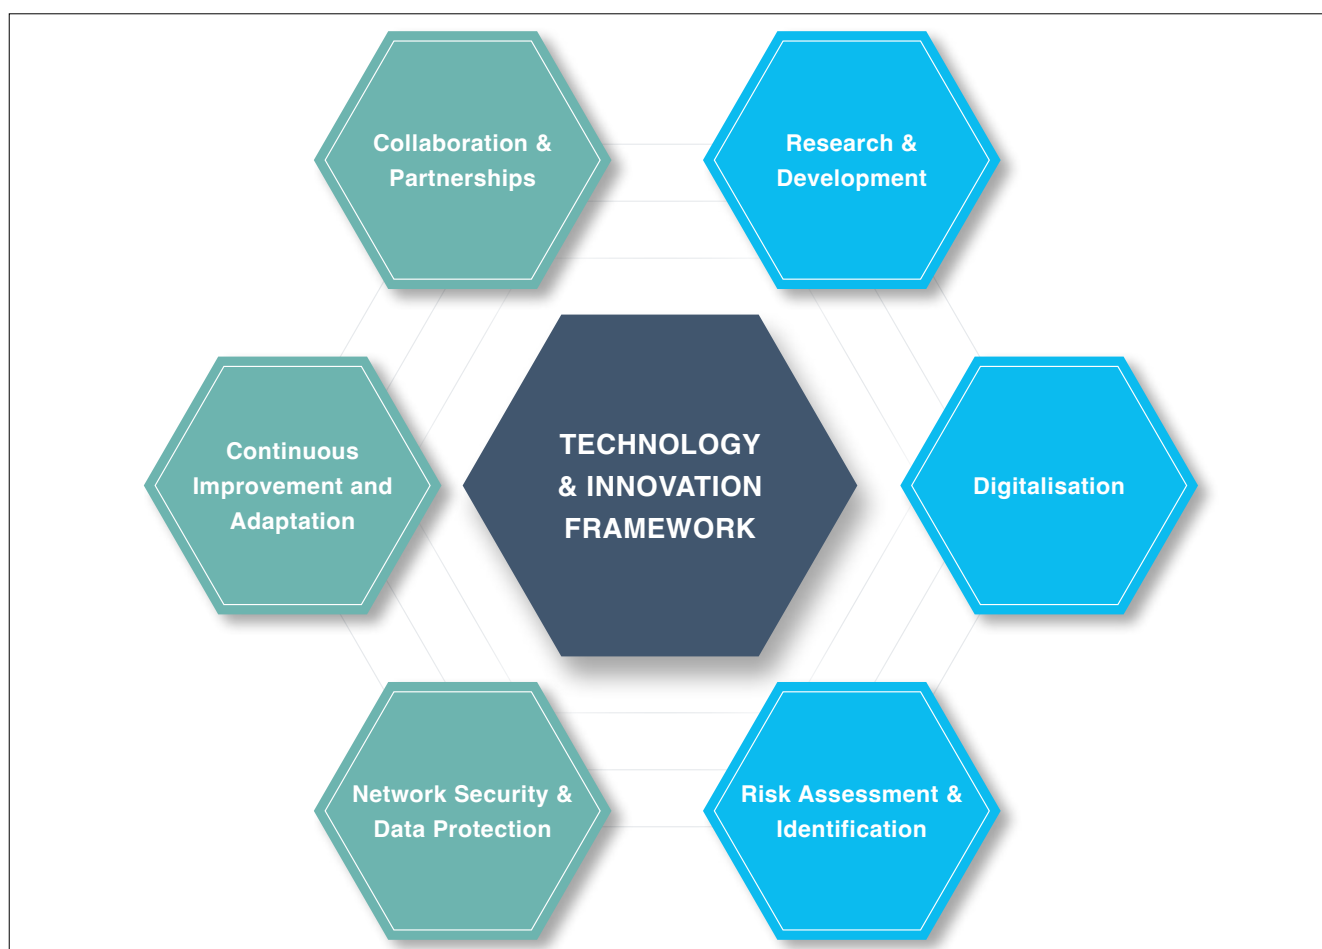 Collaboration &
Partnerships
Research &
Development
Continuous
Improvement and
Adaptation
TECHNOLOGY
& INNOVATION
FRAMEWORK
Digitalisation
Network Security &
Data Protection
Risk Assessment &
Identification